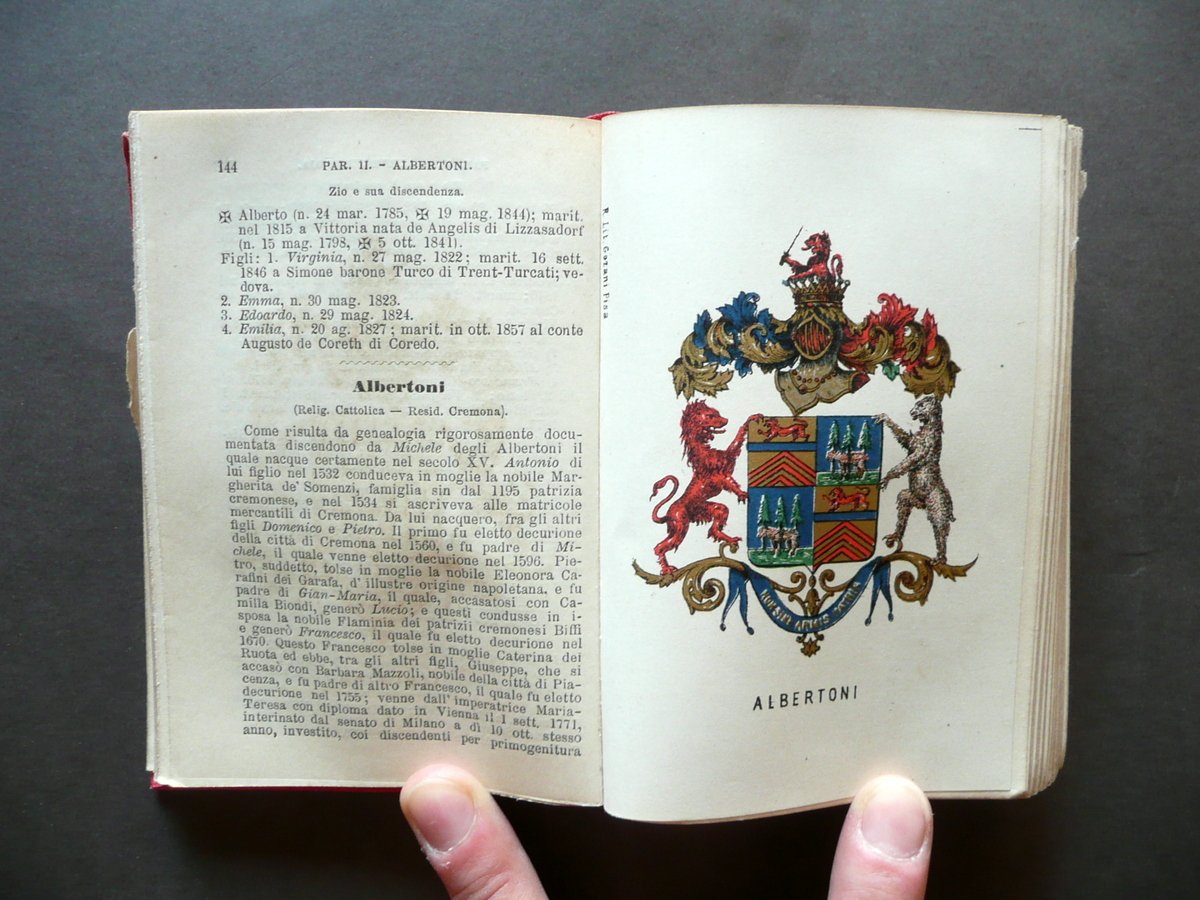 144 PAR. II. - ALBERTONI.
Zio e sua discendenza.
✠ Alberto (n. 24 mar. 1785, ✠ 19 mag. 1844); marit.
nel 1815 a Vittoria nata de Angelis di Lizzasadorf
(n. 15 mag. 1798, ✠ 5 ott. 1841).
Figli: 1. Virginia, n. 27 mag. 1822; marit. 16 sett.
1846 a Simone barone Turco di Trent-Turcati; ve-
dova.
2. Emma, n. 30 mag. 1823.
3. Edoardo, n. 29 mag. 1824.
4. Emilia, n. 20 ag. 1827; marit. in ott. 1857 al conte
Augusto de Coreth di Coredo.
Albertoni
(Relig. Cattolica — Resid. Cremona).
Come risulta da genealogia rigorosamente docu-
mentata discendono da Michele degli Albertoni il
quale nacque certamente nel secolo XV. Antonio di
lui figlio nel 1532 conduceva in moglie la nobile Mar-
gherita de' Somenzi, famiglia sin dal 1195 patrizia
cremonese, e nel 1534 si ascriveva alle matricole
mercantili di Cremona. Da lui nacquero, fra gli altri
figli Domenico e Pietro. Il primo fu eletto decurione
della città di Cremona nel 1560, e fu padre di Mi-
chele, il quale venne eletto decurione nel 1596. Pie-
tro, suddetto, tolse in moglie la nobile Eleonora Ca-
rafini dei Garafa, d' illustre origine napoletana, e fu
padre di Gian-Maria, il quale, accasatosi con Ca-
milla Biondi, generò Lucio; e questi condusse in i-
sposa la nobile Flaminia dei patrizii cremonesi Biffi
e generò Francesco, il quale fu eletto decurione nel
1670. Questo Francesco tolse in moglie Caterina dei
Ruota ed ebbe, tra gli altri figli, Giuseppe, che si
accasò con Barbara Mazzoli, nobile della città di Pia-
cenza, e fu padre di altro Francesco, il quale fu eletto
decurione nel 1755; venne dall' imperatrice Maria-
Teresa con diploma dato in Vienna il 1 sett. 1771,
interinato dal senato di Milano a dì 10 ott. stesso
anno, investito, coi discendenti per primogenitura
R. Lit Gozani Pisa
ALBERTONI